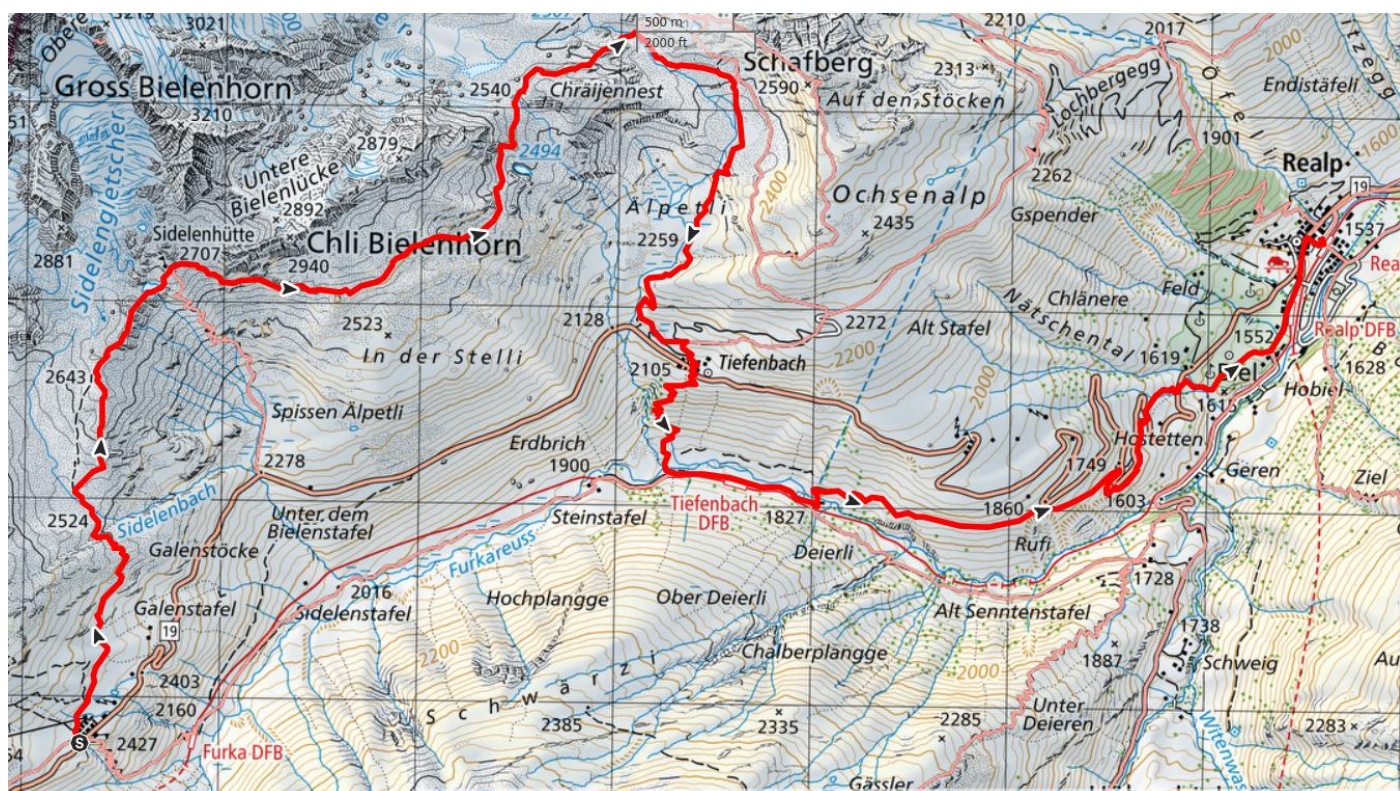 3021
2307
500 m
2000 ft
2210
2017
Gross Bielenhorn
3210
2540
Chräijennest
Schafberg
2590
2313
Auf den Stöcken
Lochbergegg
Endistäfeli
2000
Sidelengletscher
2879
Untere
Bielenlücke
2892
2494
1901
Realp
19
2400
2262
Ochsenalp
2435
Gspender
Älpetli
2259
Sidelenhütte
2707
2881
Chli Bielenhorn
2940
1537
Chlänere
Feld
Nätschental
2523
2128
2272
Alt Stafel
1552
Realp DFB
In der Stelli
2105
Tiefenbach
2200
1619
1628
2643
Hobiel
1615
Spissen Älpetli
2000
Erdbrich
Hostetten
2278
1900
1749
Geren
Ziel
2524
Sidelenbach
Unter dem
Bielenstafel
Steinstafel
Tiefenbach
DFB
1827
1860
1603
Galenstöcke
Furkareuss
Deierli
Rufi
1728
2016
Sidelenstafel
Hochplangge
Ober Deierli
Alt Senntenstafel
Galenstafel
19
2200
Chalberplangge
2000
1738
1887
Schweig
2403
2160
Schwärzi
2385
2335
2285
Unter
Deieren
2283
S
2427
Furka DFB
Gässler